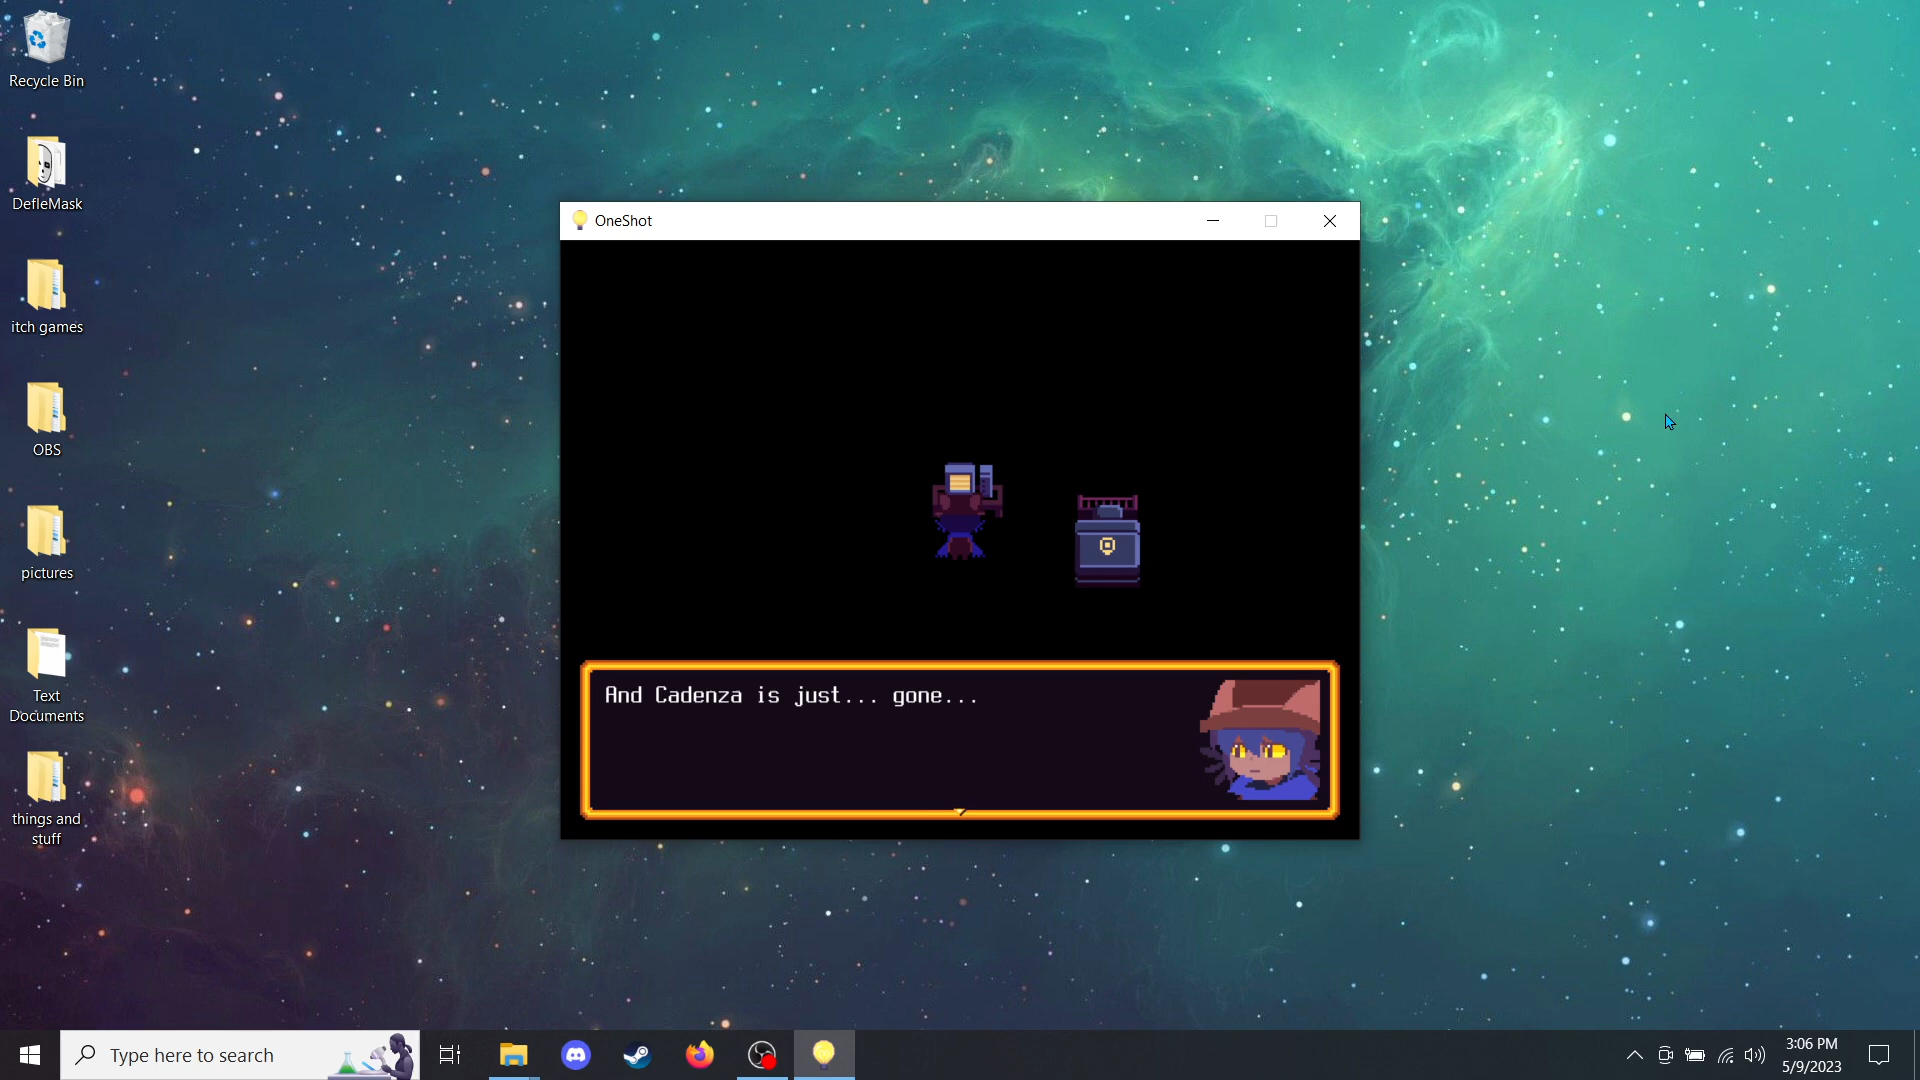 Recycle Bin
DefleMask
itch games
OBS
pictures
Text
Documents
things and
stuff
OneShot
And Cadenza is just... gone...
Type here to search
3:06 PM
5/9/2023